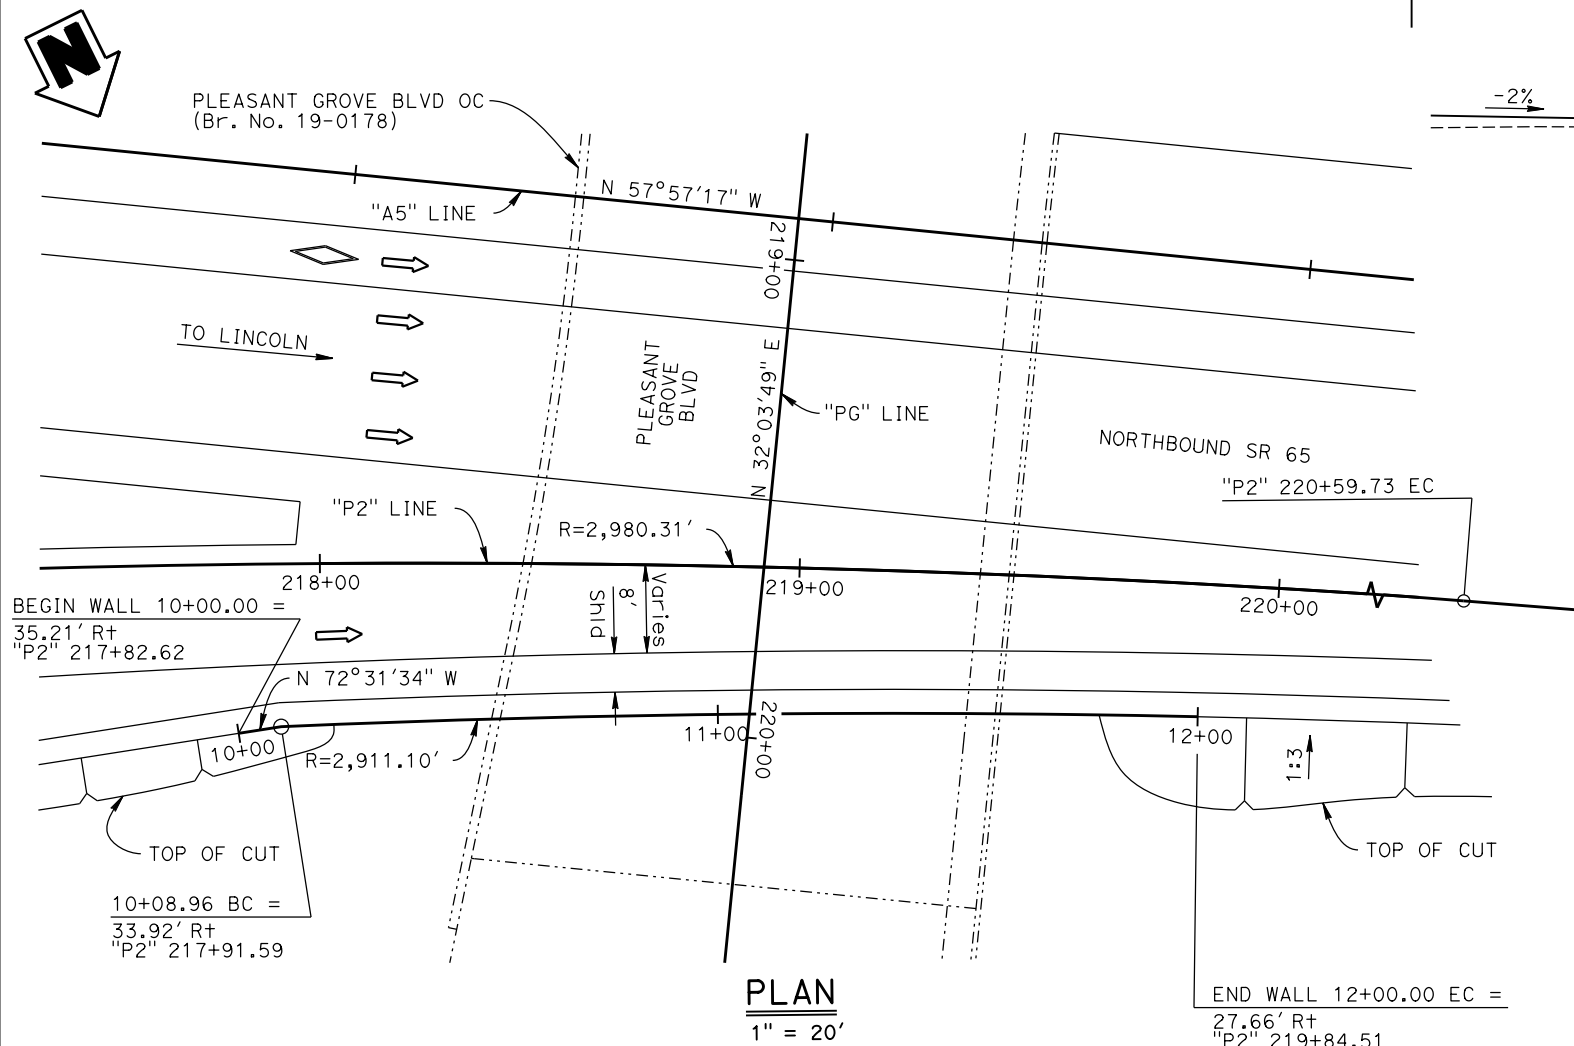 N
PLEASANT GROVE BLVD OC
(Br. No. 19-0178)
-2%
N 57°57'17" W
"A5" LINE
219+00
TO LINCOLN
PLEASANT
GROVE
BLVD
N 32°03'49" E
"PG" LINE
NORTHBOUND SR 65
"P2" 220+59.73 EC
"P2" LINE
R=2,980.31'
218+00
219+00
220+00
BEGIN WALL 10+00.00 =
35.21' Rt
"P2" 217+82.62
Varies
8'
Shld
N 72°31'34" W
10+00
R=2,911.10'
11+00
220+00
12+00
1:3
TOP OF CUT
TOP OF CUT
10+08.96 BC =
33.92' Rt
"P2" 217+91.59
END WALL 12+00.00 EC =
27.66' Rt
"P2" 219+84.51
PLAN
1" = 20'